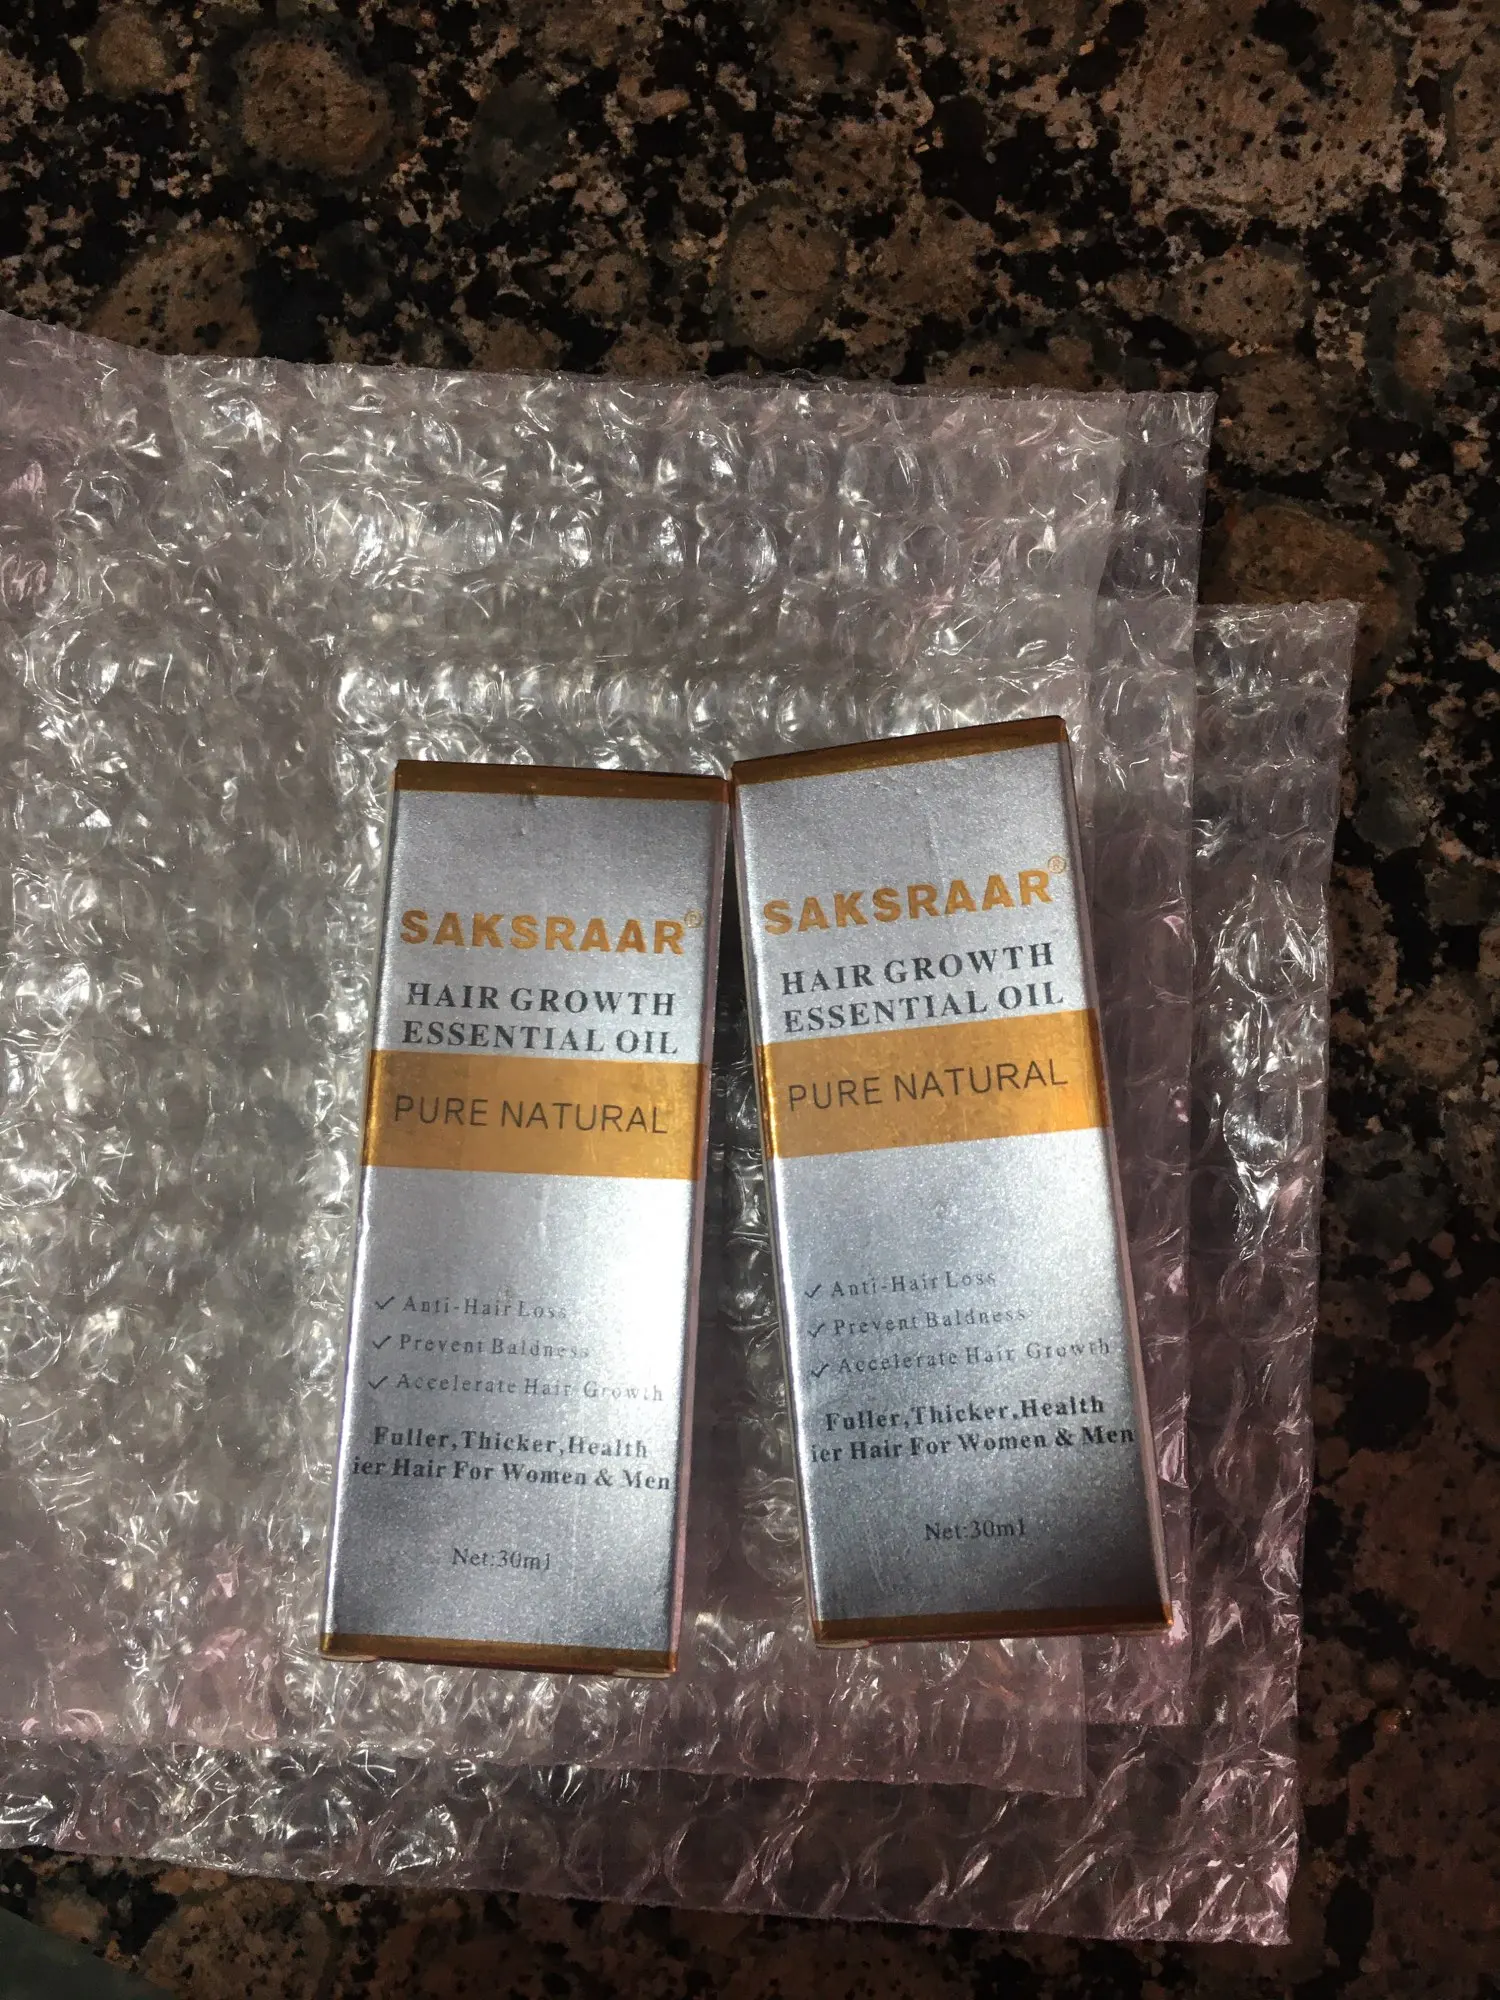 SAKSRAAR®
HAIR GROWTH
ESSENTIAL OIL
PURE NATURAL
✓ Anti-Hair Loss
✓ Prevent Baldness
✓ Accelerate Hair Growth
Fuller,Thicker,Health
ier Hair For Women & Men
Net:30ml
SAKSRAAR®
HAIR GROWTH
ESSENTIAL OIL
PURE NATURAL
✓ Anti-Hair Loss
✓ Prevent Baldness
✓ Accelerate Hair Growth
Fuller,Thicker,Health
ier Hair For Women & Men
Net:30ml